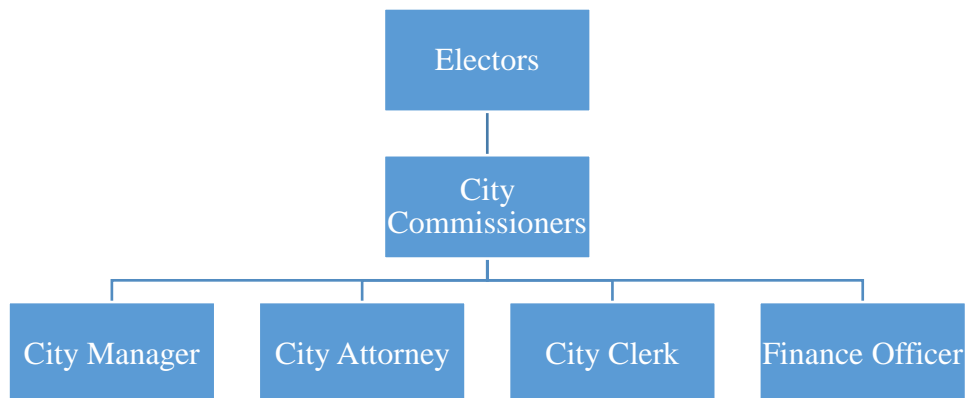 Electors
City
Commissioners
City Manager
City Attorney
City Clerk
Finance Officer